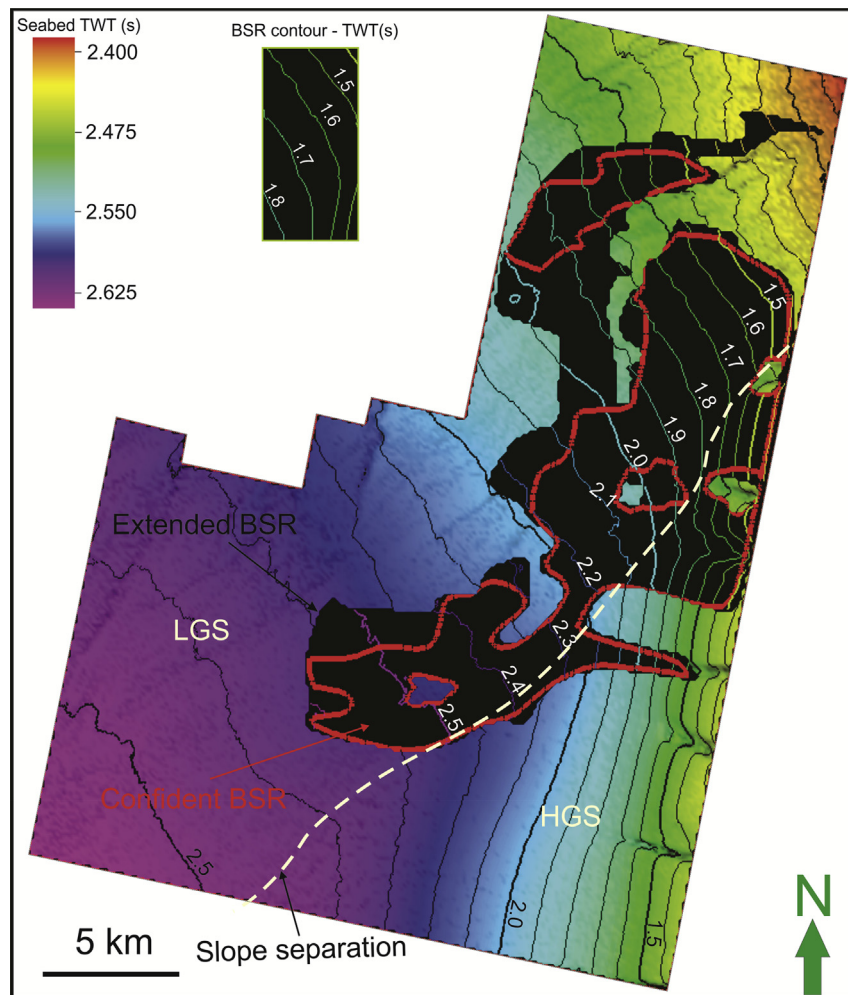 Seabed TWT (s)
2.400
2.475
2.550
2.625
BSR contour - TWT(s)
1.5
1.6
1.7
1.8
1.5
1.6
1.7
1.8
1.9
2.0
2.1
2.2
2.3
2.4
2.5
Extended BSR
LGS
Confident BSR
HGS
2.5
2.0
1.5
Slope separation
5 km
N